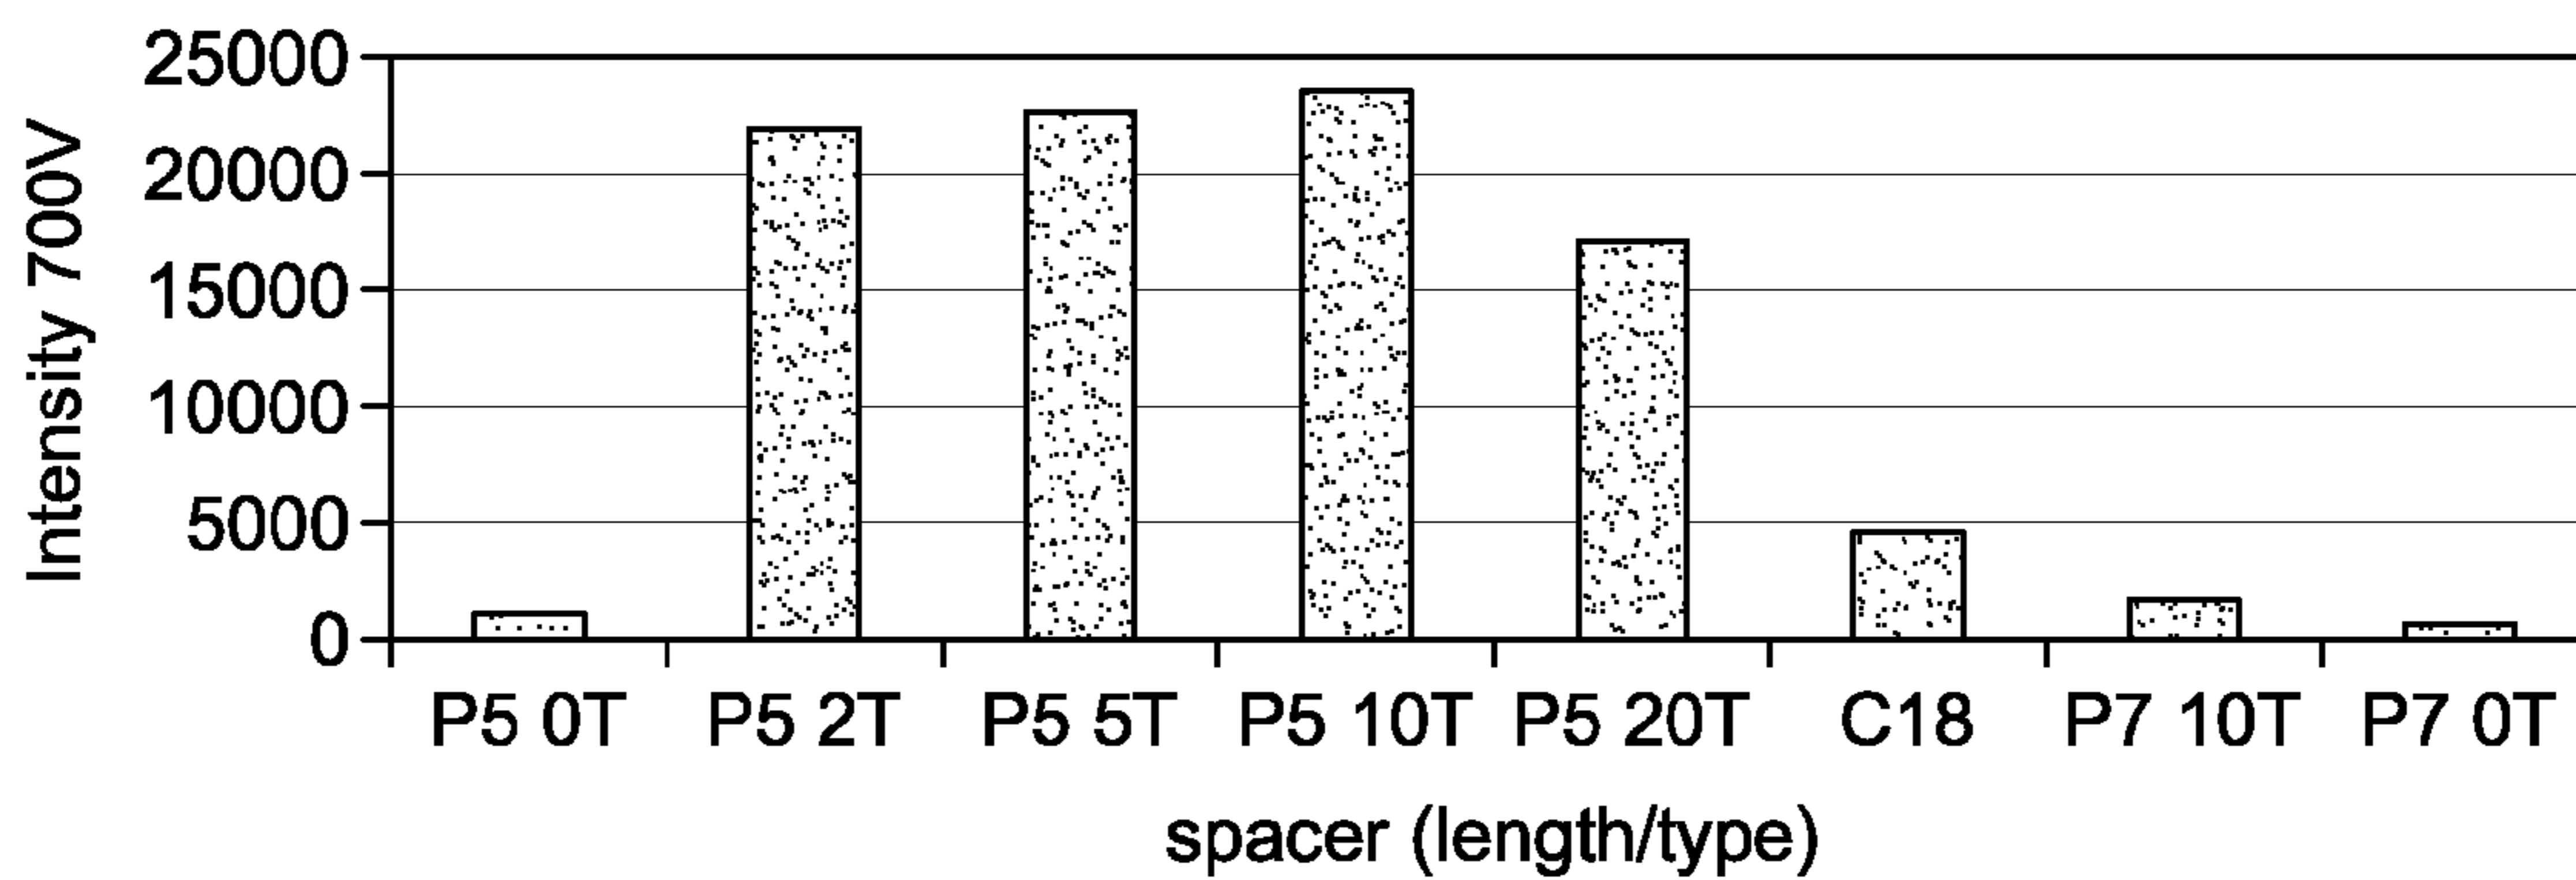 25000
20000
15000
10000
5000
0
Intensity 700V
P5 0T P5 2T P5 5T P5 10T P5 20T C18 P7 10T P7 0T
spacer (length/type)